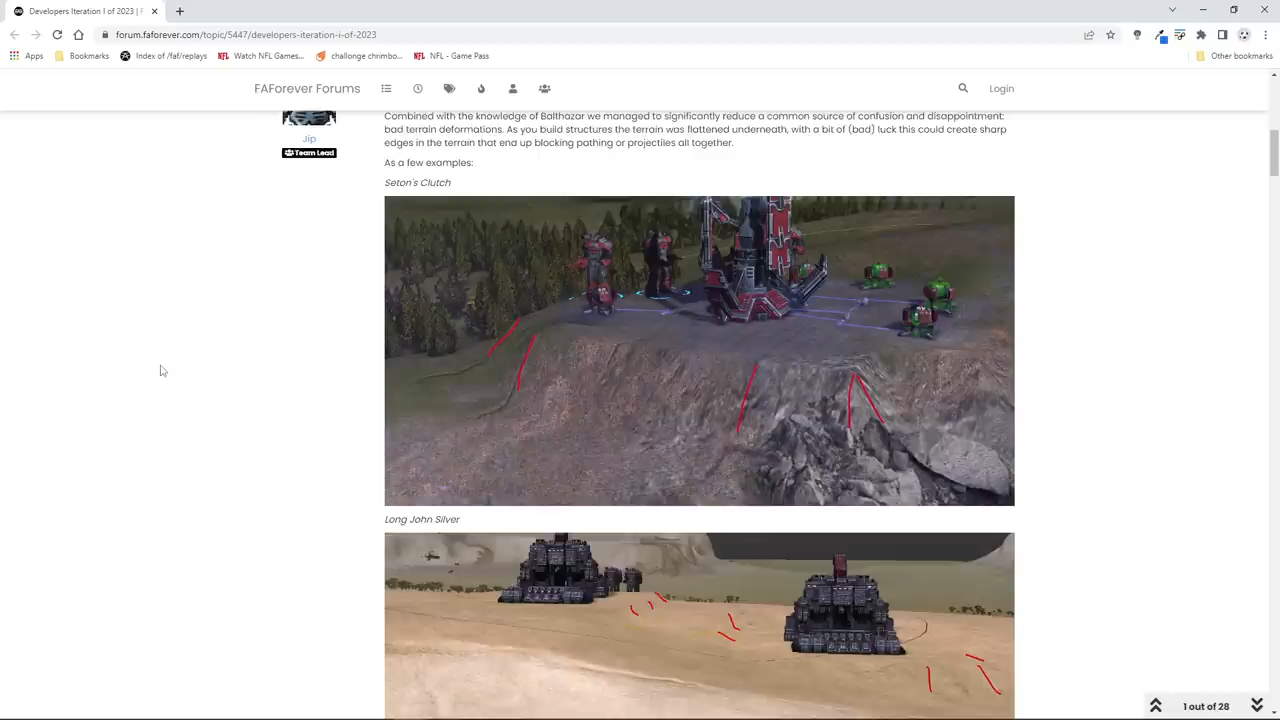 Developers Iteration I of 2023 | F
forum.faforever.com/topic/5447/developers-iteration-i-of-2023
Apps
Bookmarks
Index of /faf/replays
NFL
Watch NFL Games...
challonge chrimbo...
NFL
NFL - Game Pass
Other bookmarks
FAForever Forums
Login
Combined with the knowledge of Balthazar we managed to significantly reduce a common source of confusion and disappointment:
Jip
bad terrain deformations. As you build structures the terrain was flattened underneath, with a bit of (bad) luck this could create sharp
Team Lead
edges in the terrain that end up blocking pathing or projectiles all together.
As a few examples:
Seton's Clutch
Long John Silver
1 out of 28